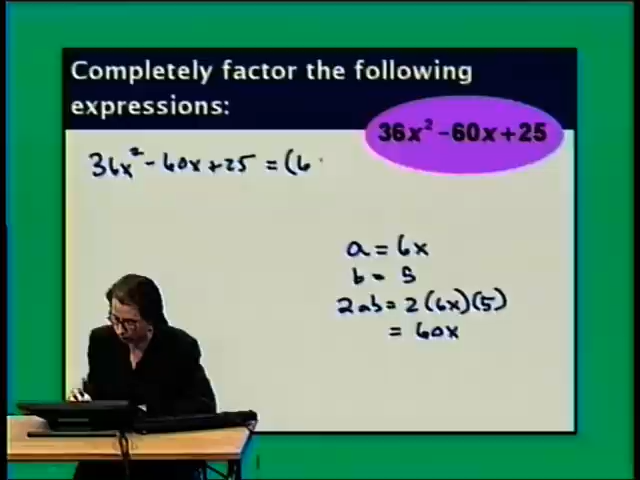 Completely factor the following
expressions:
36x² -60x+25
36x² - 60x + 25 = (6
a = 6x
b = 5
2ab = 2(6x)(5)
= 60x